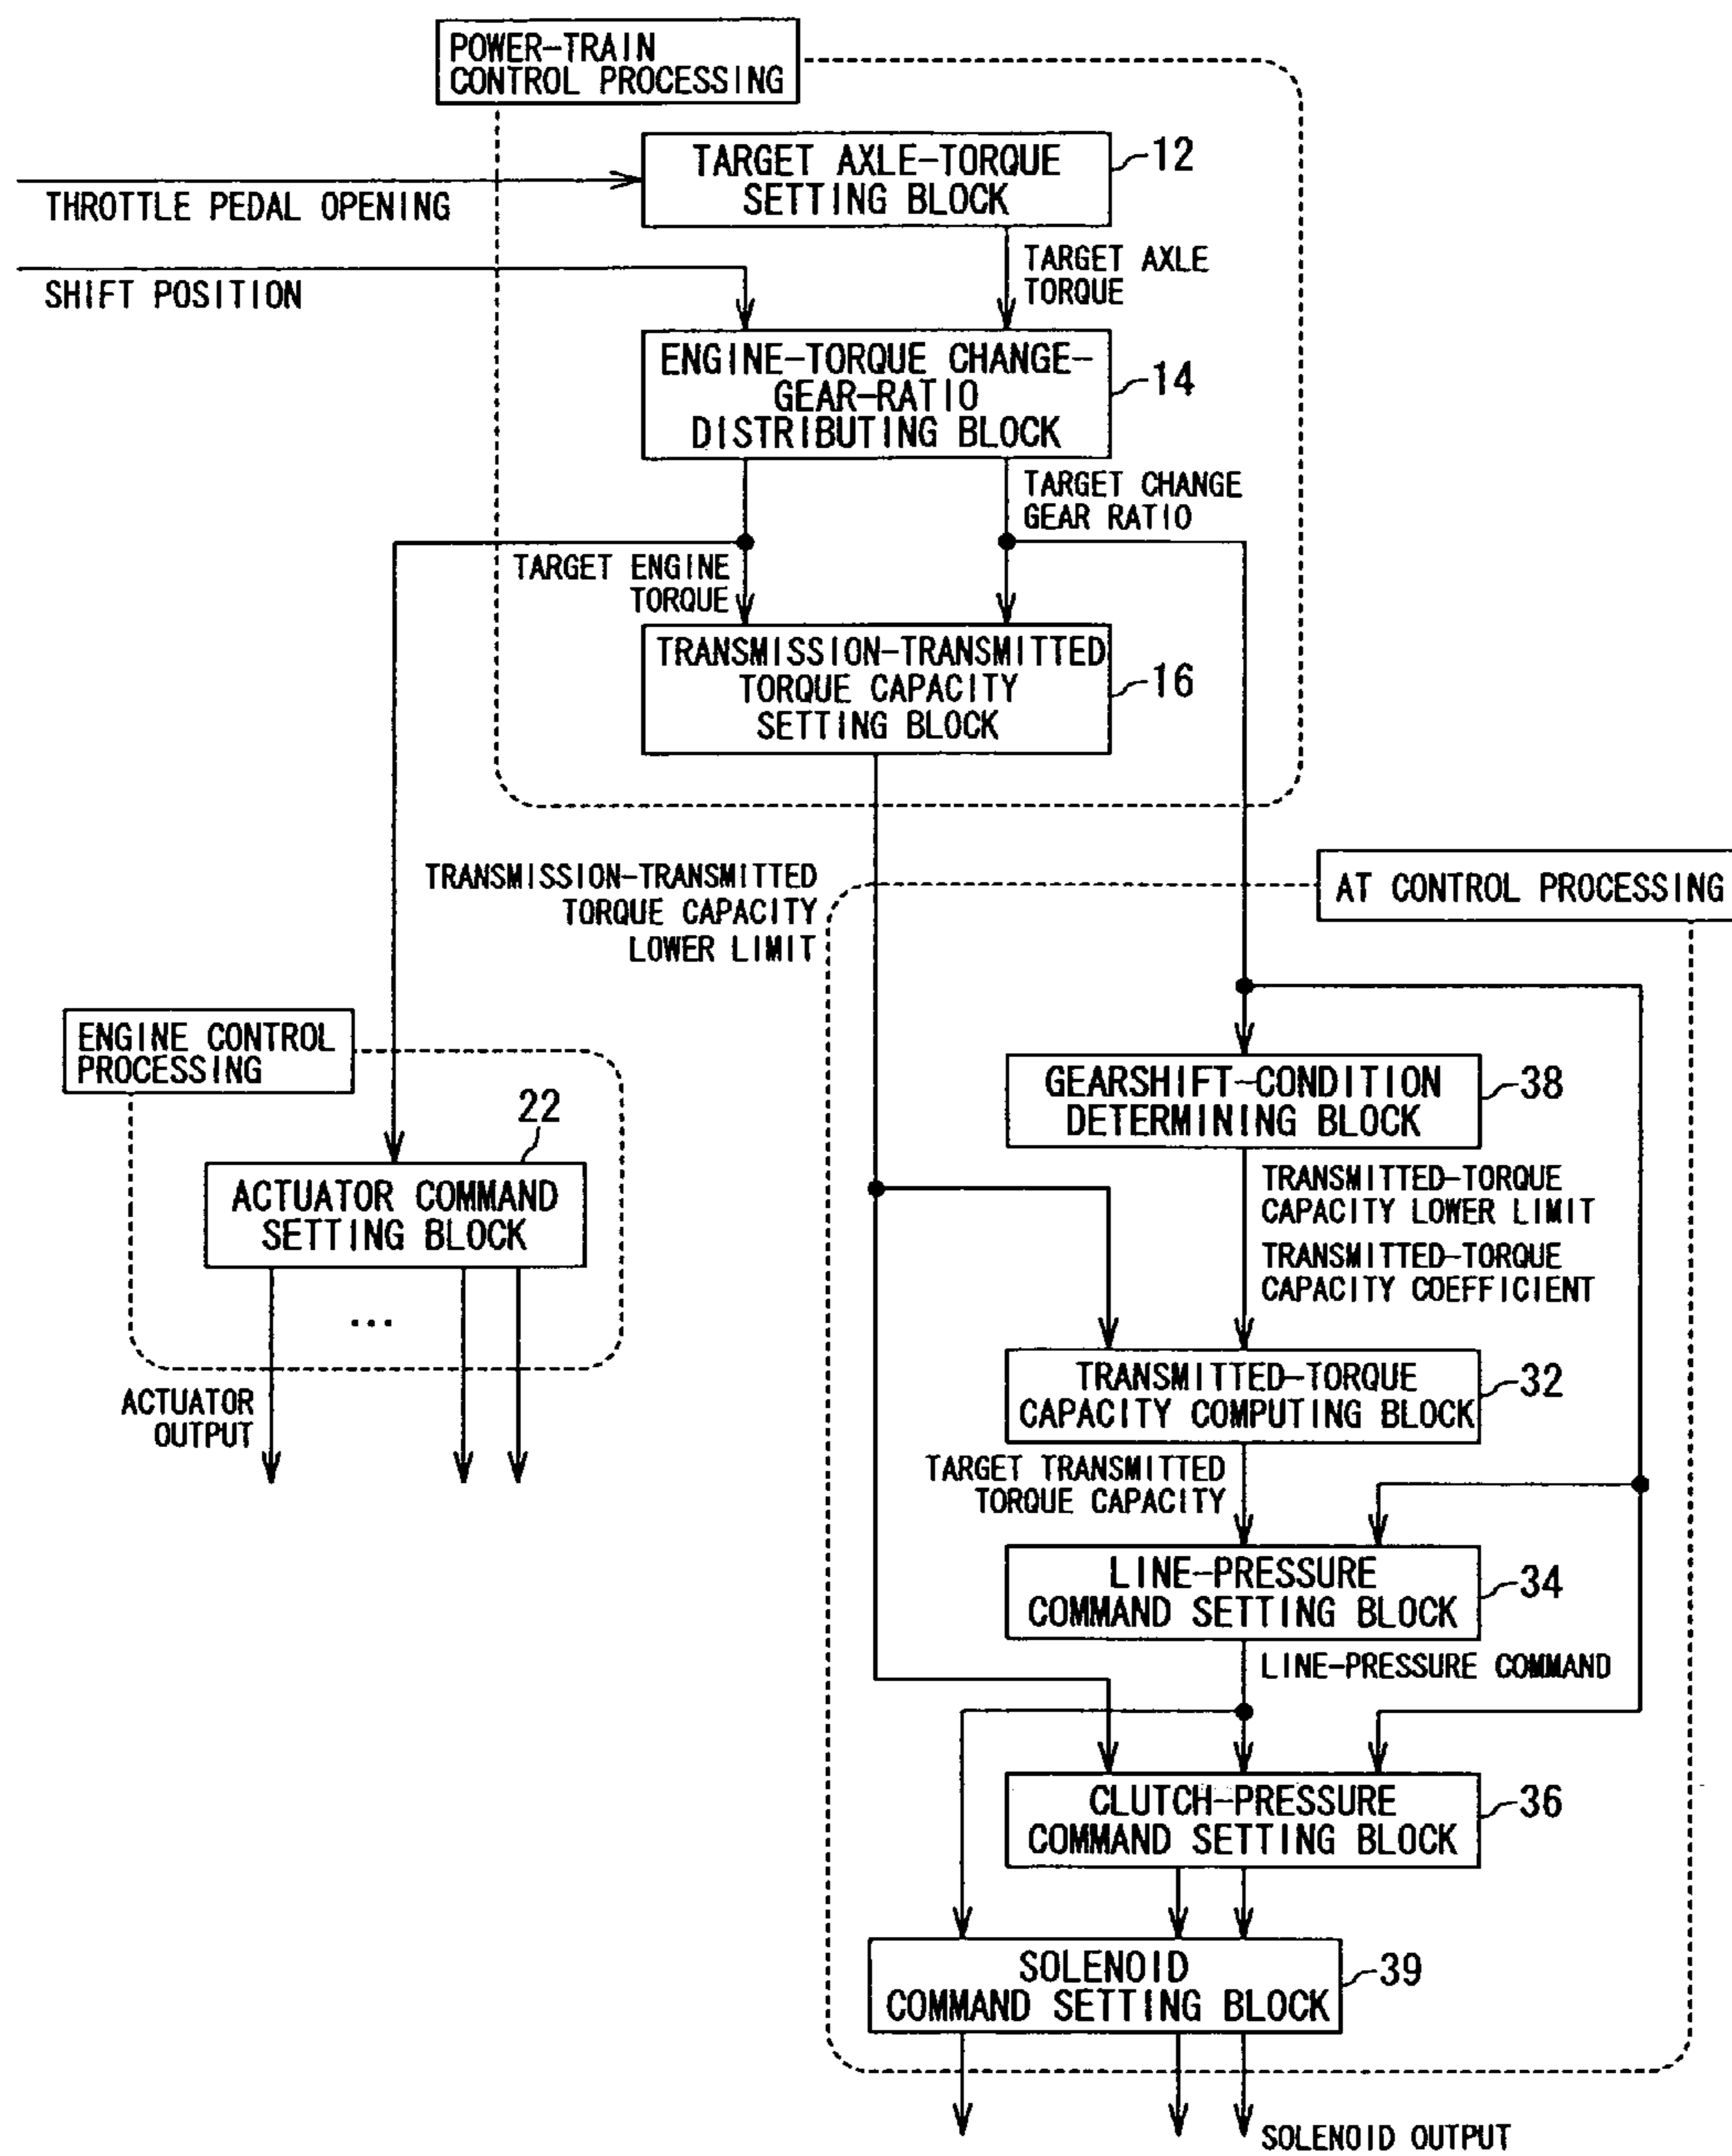 POWER-TRAIN
CONTROL PROCESSING
TARGET AXLE-TORQUE
SETTING BLOCK
12
THROTTLE PEDAL OPENING
TARGET AXLE
TORQUE
SHIFT POSITION
ENGINE-TORQUE CHANGE-
GEAR-RATIO
DISTRIBUTING BLOCK
14
TARGET CHANGE
GEAR RATIO
TARGET ENGINE
TORQUE
TRANSMISSION-TRANSMITTED
TORQUE CAPACITY
SETTING BLOCK
16
TRANSMISSION-TRANSMITTED
TORQUE CAPACITY
LOWER LIMIT
AT CONTROL PROCESSING
ENGINE CONTROL
PROCESSING
22
ACTUATOR COMMAND
SETTING BLOCK
...
ACTUATOR
OUTPUT
GEARSHIFT-CONDITION
DETERMINING BLOCK
38
TRANSMITTED-TORQUE
CAPACITY LOWER LIMIT
TRANSMITTED-TORQUE
CAPACITY COEFFICIENT
TRANSMITTED-TORQUE
CAPACITY COMPUTING BLOCK
32
TARGET TRANSMITTED
TORQUE CAPACITY
LINE-PRESSURE
COMMAND SETTING BLOCK
34
LINE-PRESSURE COMMAND
CLUTCH-PRESSURE
COMMAND SETTING BLOCK
36
SOLENOID
COMMAND SETTING BLOCK
39
SOLENOID OUTPUT